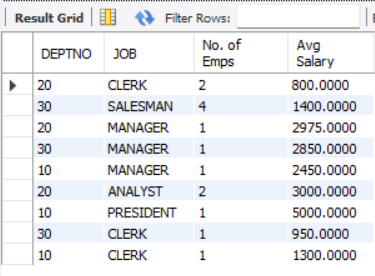 Result Grid Filter Rows:
DEPTNO JOB No. of Emps Avg Salary
20 CLERK 2 800.0000
30 SALESMAN 4 1400.0000
20 MANAGER 1 2975.0000
30 MANAGER 1 2850.0000
10 MANAGER 1 2450.0000
20 ANALYST 2 3000.0000
10 PRESIDENT 1 5000.0000
30 CLERK 1 950.0000
10 CLERK 1 1300.0000